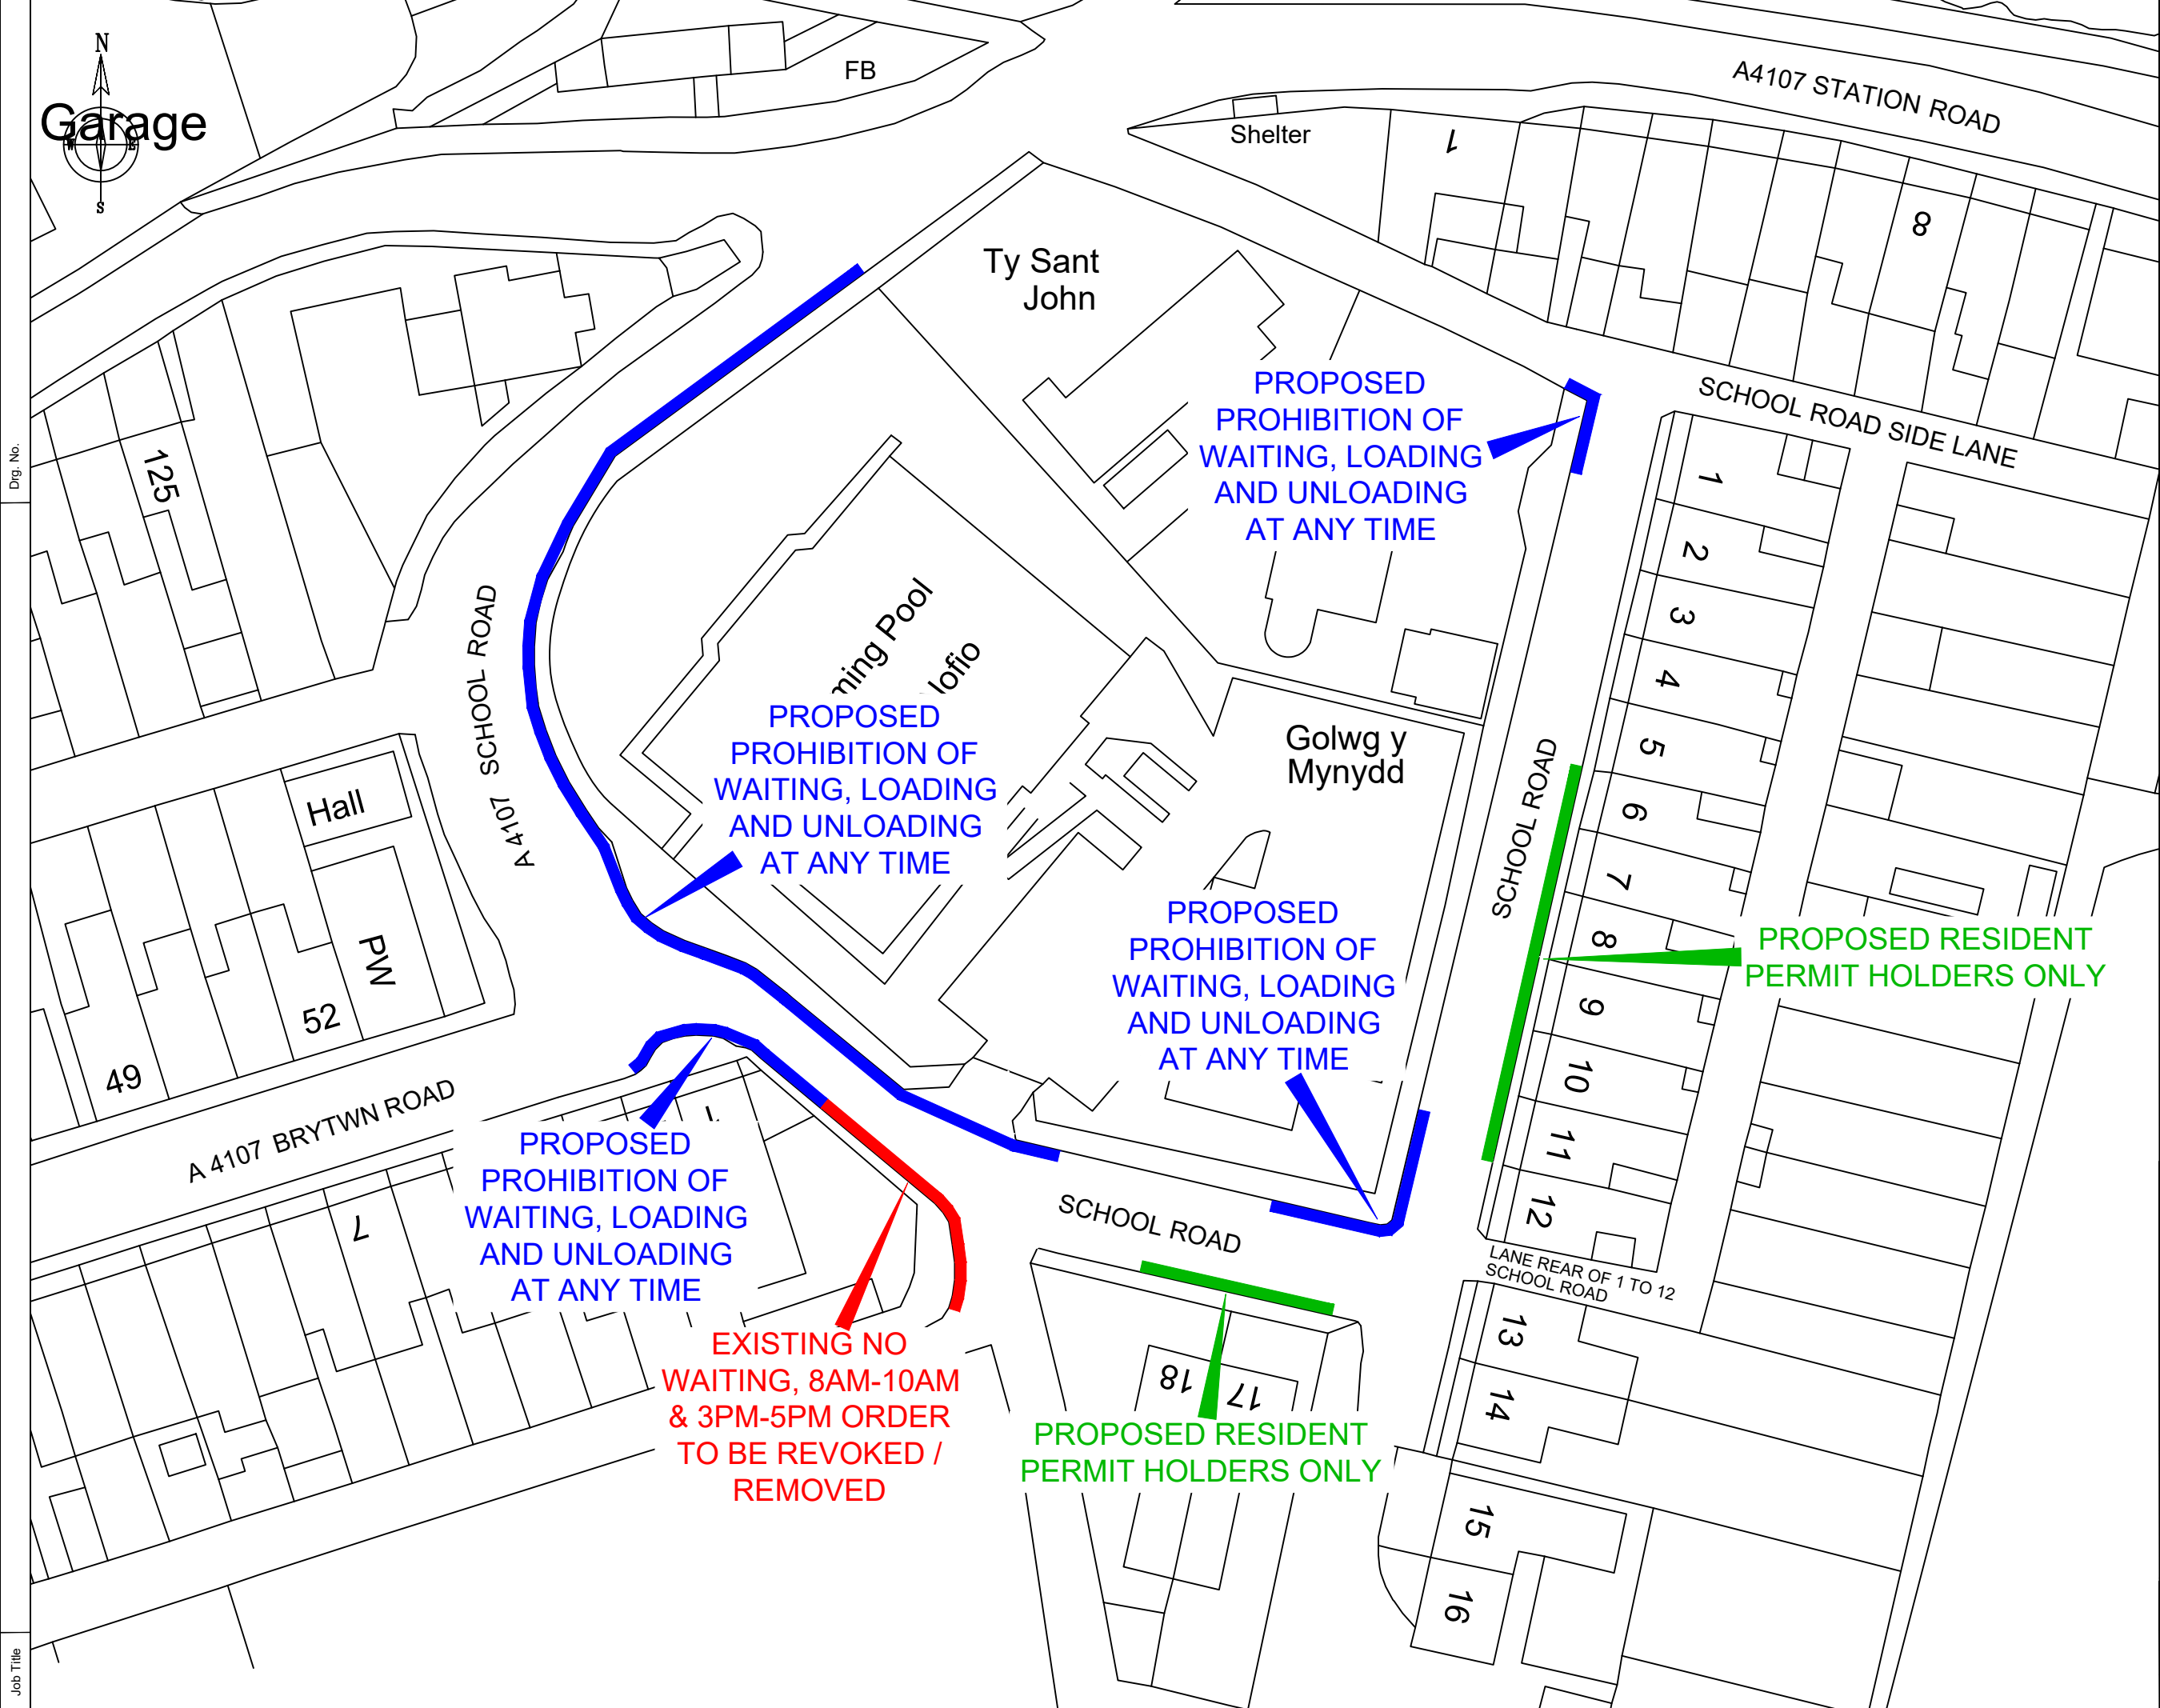 N
Garage
W
E
S
FB
Shelter
A4107 STATION ROAD
1
8
Ty Sant
John
SCHOOL ROAD SIDE LANE
PROPOSED
PROHIBITION OF
WAITING, LOADING
AND UNLOADING
AT ANY TIME
Drg. No.
125
A 4107 SCHOOL ROAD
ming Pool
lofio
PROPOSED
PROHIBITION OF
WAITING, LOADING
AND UNLOADING
AT ANY TIME
Golwg y
Mynydd
SCHOOL ROAD
1
2
3
4
5
6
7
8
9
10
11
12
Hall
PW
52
49
PROPOSED
PROHIBITION OF
WAITING, LOADING
AND UNLOADING
AT ANY TIME
PROPOSED RESIDENT
PERMIT HOLDERS ONLY
A 4107 BRYTWN ROAD
7
PROPOSED
PROHIBITION OF
WAITING, LOADING
AND UNLOADING
AT ANY TIME
SCHOOL ROAD
LANE REAR OF 1 TO 12
SCHOOL ROAD
EXISTING NO
WAITING, 8AM-10AM
& 3PM-5PM ORDER
TO BE REVOKED /
REMOVED
18
17
PROPOSED RESIDENT
PERMIT HOLDERS ONLY
13
14
15
16
Job Title